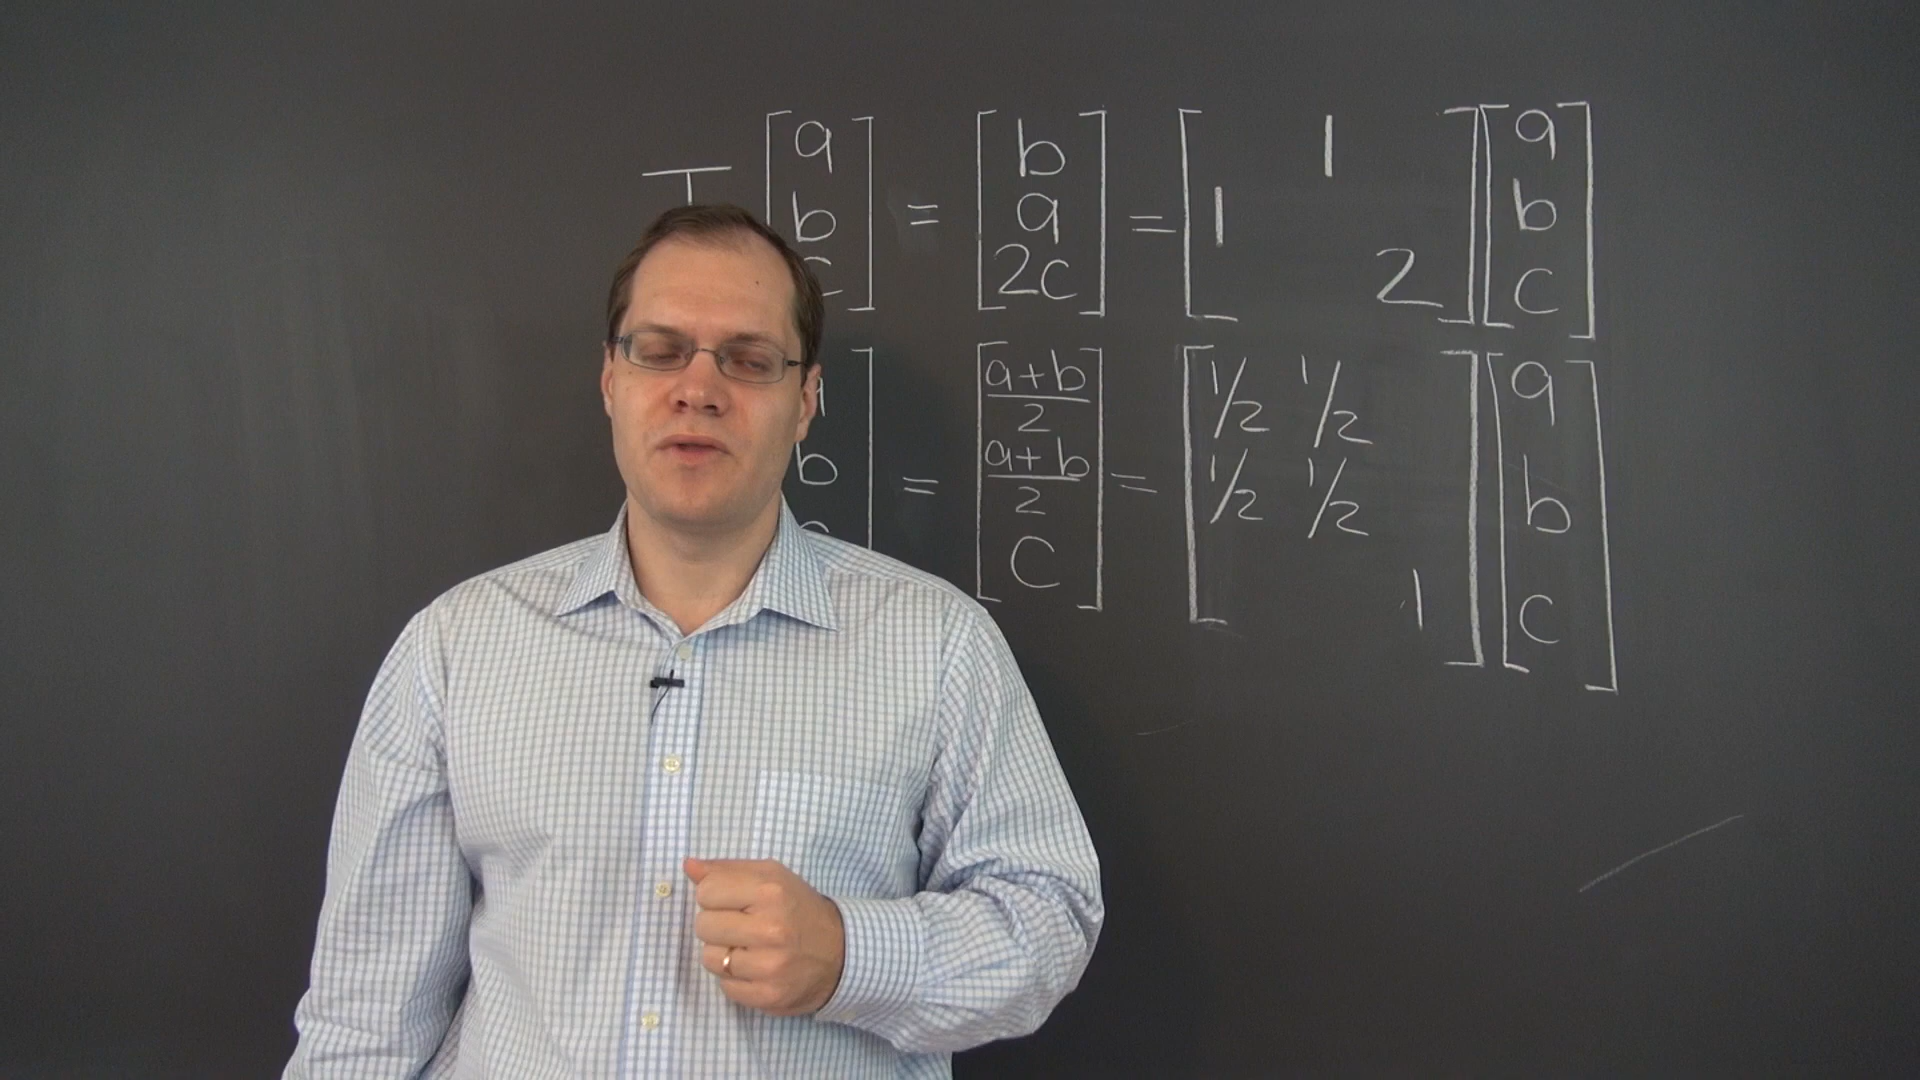 T [a b c] = [b a 2c] = [1 1 2] [a b c]
[a b c] = [a+b/2 a+b/2 c] = [1/2 1/2 1/2 1/2 1] [a b c]